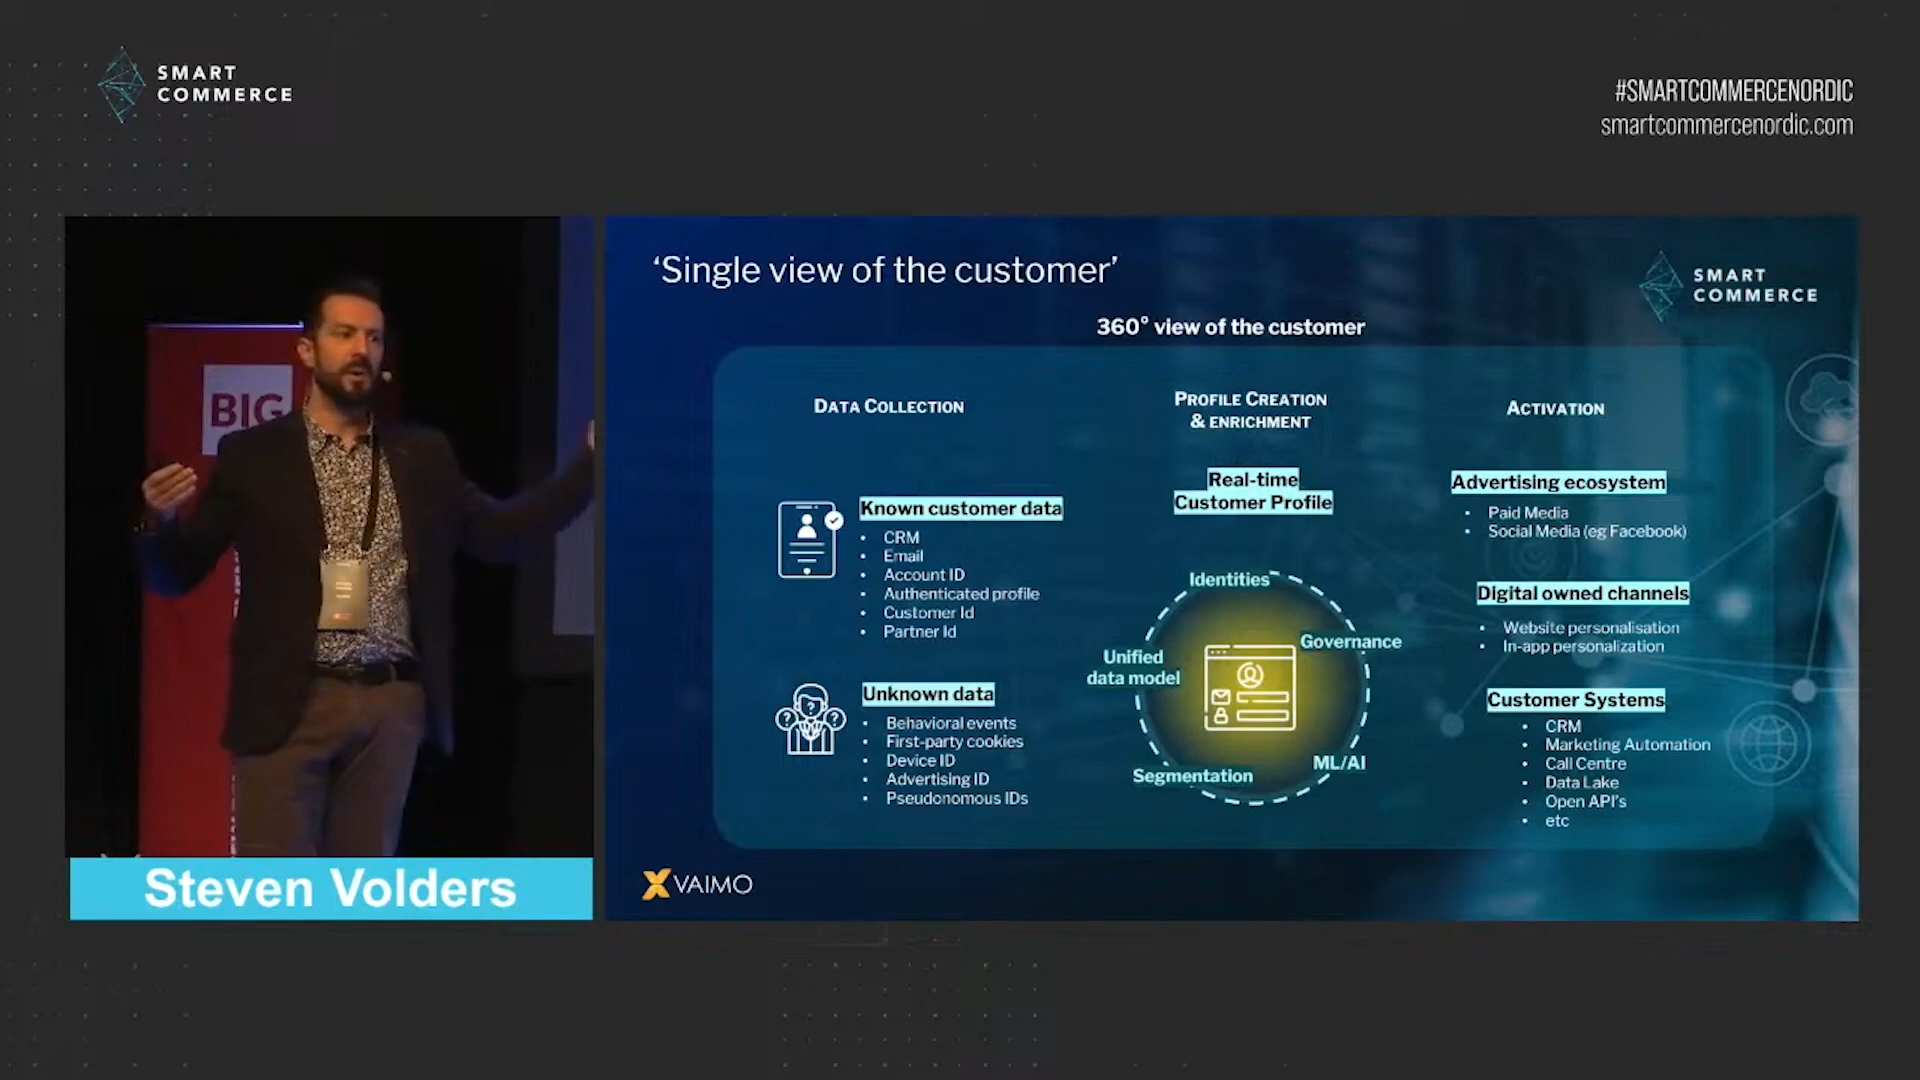 SMART
COMMERCE
#SMARTCOMMERCENORDIC
smartcommercenordic.com
BIG
Steven Volders
‘Single view of the customer’
SMART
COMMERCE
360° view of the customer
DATA COLLECTION
Known customer data
• CRM
• Email
• Account ID
• Authenticated profile
• Customer Id
• Partner Id
Unknown data
• Behavioral events
• First-party cookies
• Device ID
• Advertising ID
• Pseudonomous IDs
PROFILE CREATION
& ENRICHMENT
Real-time
Customer Profile
Identities
Governance
Unified
data model
Segmentation
ML/AI
ACTIVATION
Advertising ecosystem
• Paid Media
• Social Media (eg Facebook)
Digital owned channels
• Website personalisation
• In-app personalization
Customer Systems
• CRM
• Marketing Automation
• Call Centre
• Data Lake
• Open API's
• etc
VAIMO